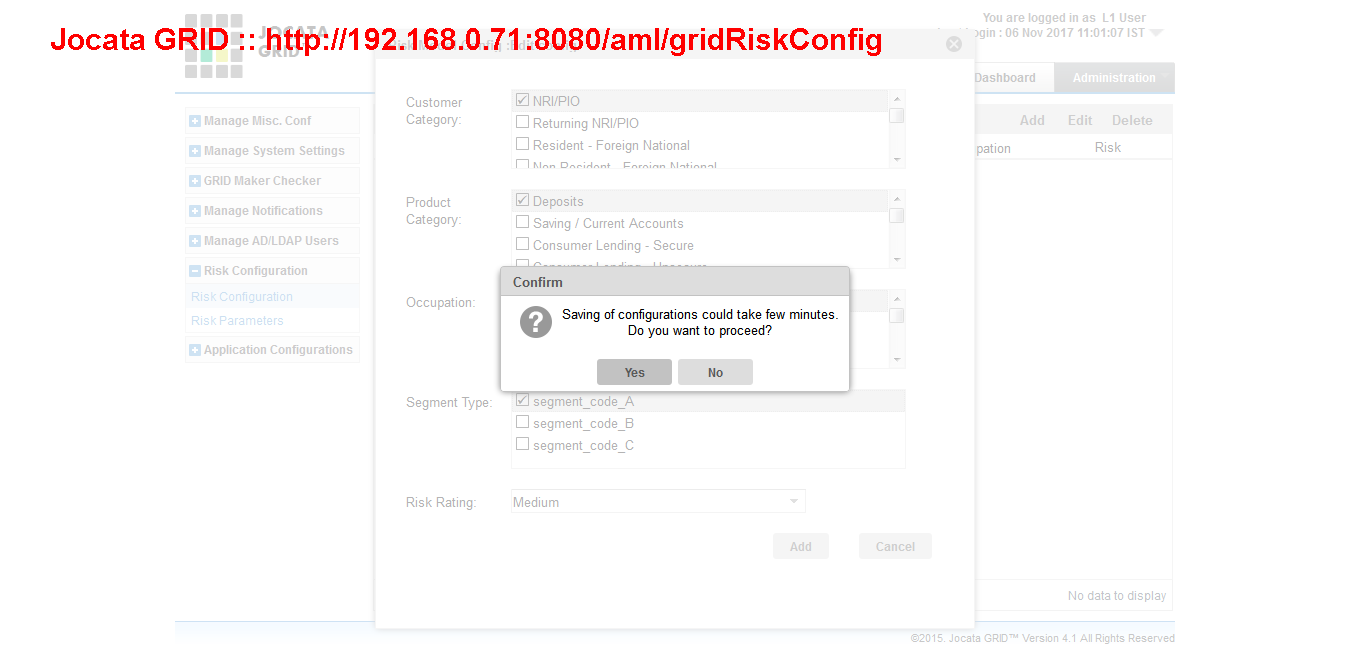 Jocata GRID :: http://192.168.0.71:8080/aml/gridRiskConfig
JOCATA
GRID
You are logged in as L1 User
ogin : 06 Nov 2017 11:01:07 IST
Dashboard
Administration
Manage Misc. Conf
Manage System Settings
GRID Maker Checker
Manage Notifications
Manage AD/LDAP Users
Risk Configuration
Risk Configuration
Risk Parameters
Application Configurations
Customer
Category:
NRI/PIO
Returning NRI/PIO
Resident - Foreign National
Non Resident - Foreign National
Product
Category:
Deposits
Saving / Current Accounts
Consumer Lending - Secure
Consumer Lending - Unsecure
Occupation:
Confirm
Saving of configurations could take few minutes.
Do you want to proceed?
Yes No
Segment Type:
segment_code_A
segment_code_B
segment_code_C
Risk Rating: Medium
Add Cancel
Add Edit Delete
pation Risk
No data to display
©2015. Jocata GRID™ Version 4.1 All Rights Reserved